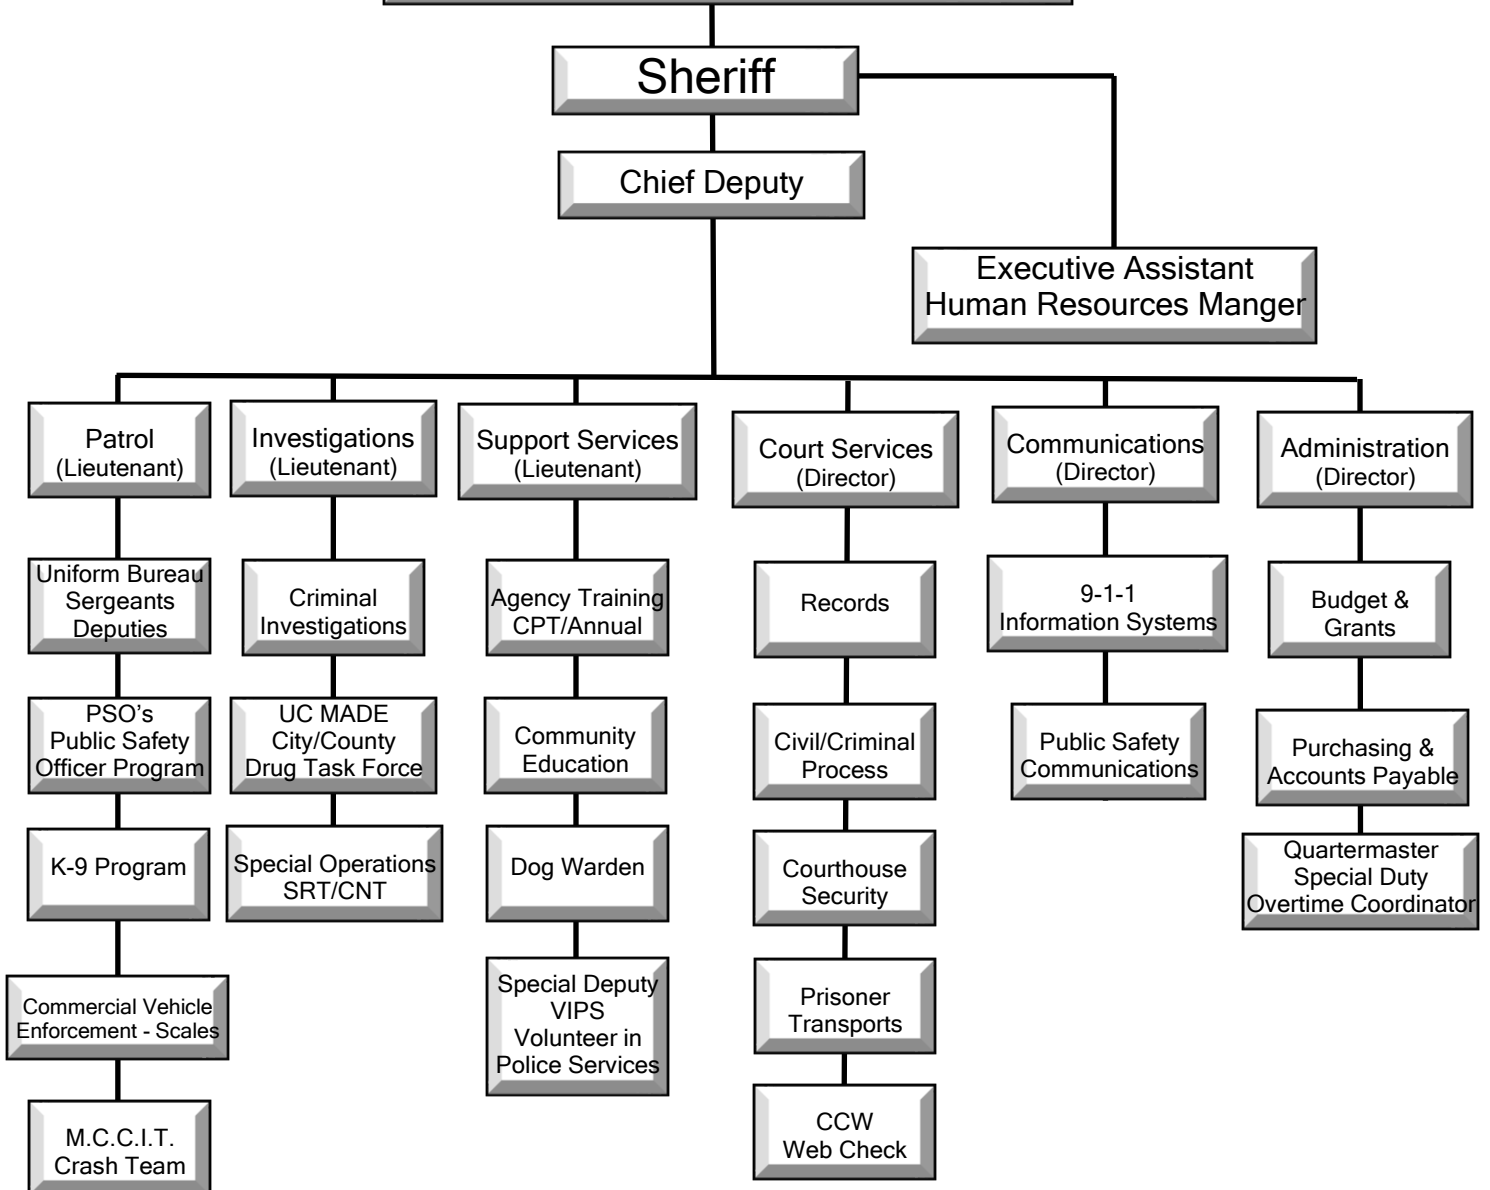 Sheriff
Chief Deputy
Executive Assistant
Human Resources Manger
Patrol
(Lieutenant)
Investigations
(Lieutenant)
Support Services
(Lieutenant)
Court Services
(Director)
Communications
(Director)
Administration
(Director)
Uniform Bureau
Sergeants
Deputies
Criminal
Investigations
Agency Training
CPT/Annual
Records
9-1-1
Information Systems
Budget &
Grants
PSO’s
Public Safety
Officer Program
UC MADE
City/County
Drug Task Force
Community
Education
Civil/Criminal
Process
Public Safety
Communications
Purchasing &
Accounts Payable
K-9 Program
Special Operations
SRT/CNT
Dog Warden
Courthouse
Security
Quartermaster
Special Duty
Overtime Coordinator
Commercial Vehicle
Enforcement - Scales
Special Deputy
VIPS
Volunteer in
Police Services
Prisoner
Transports
M.C.C.I.T.
Crash Team
CCW
Web Check